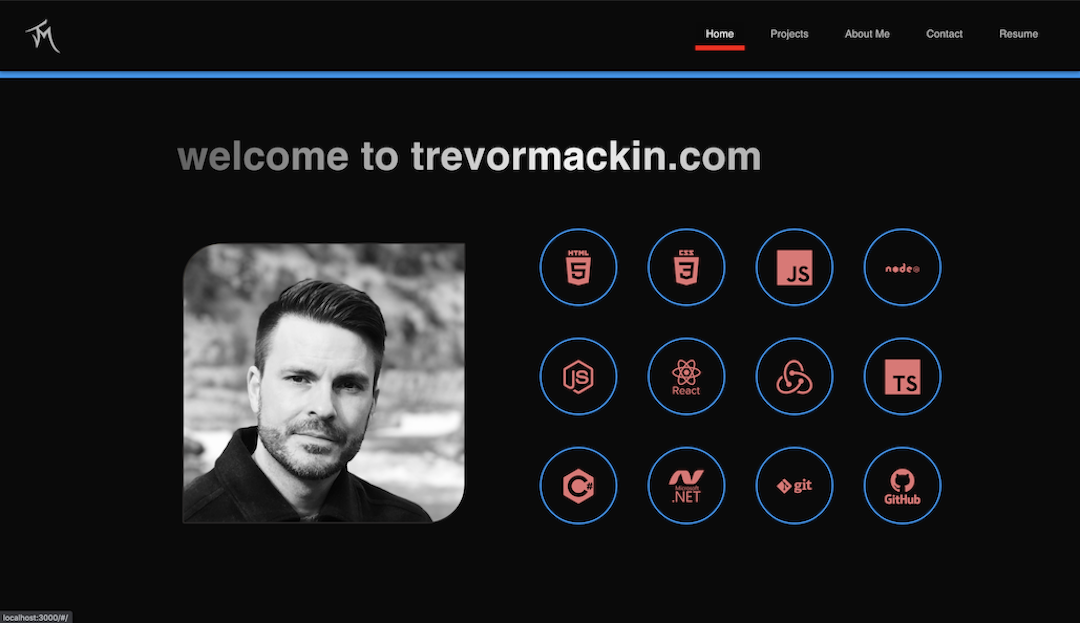 TM
Home Projects About Me Contact Resume
welcome to trevormackin.com
HTML 5 CSS 3 JS node
JS React TS
C# Microsoft .NET git GitHub
localhost:3000/#/